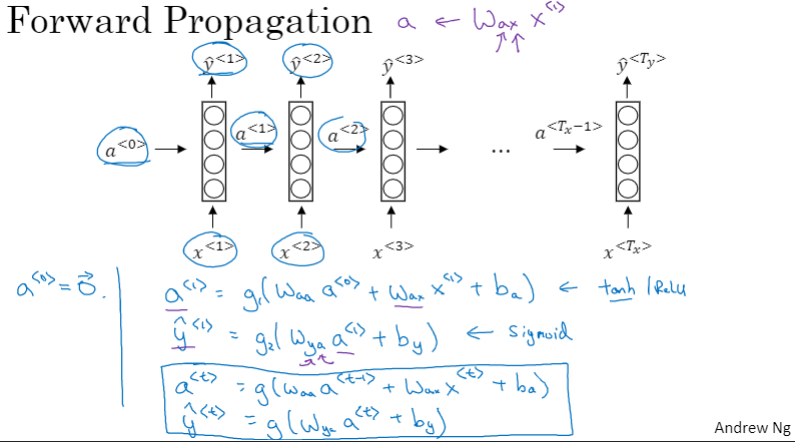 Forward Propagation a ← Wax x<1>
ŷ<1> ŷ<2> ŷ<3> ŷ<Ty>
a<0> a<1> a<2> ... a<Tx−1>
x<1> x<2> x<3> x<Tx>
a<0> = 0⃗.
a<1> = g₁(Waa a<0> + Wax x<1> + ba) ← tanh / ReLU
ŷ<1> = g₂(Wya a<1> + by) ← Sigmoid
a<t> = g(Waa a<t-1> + Wax x<t> + ba)
ŷ<t> = g(Wya a<t> + by)
Andrew Ng